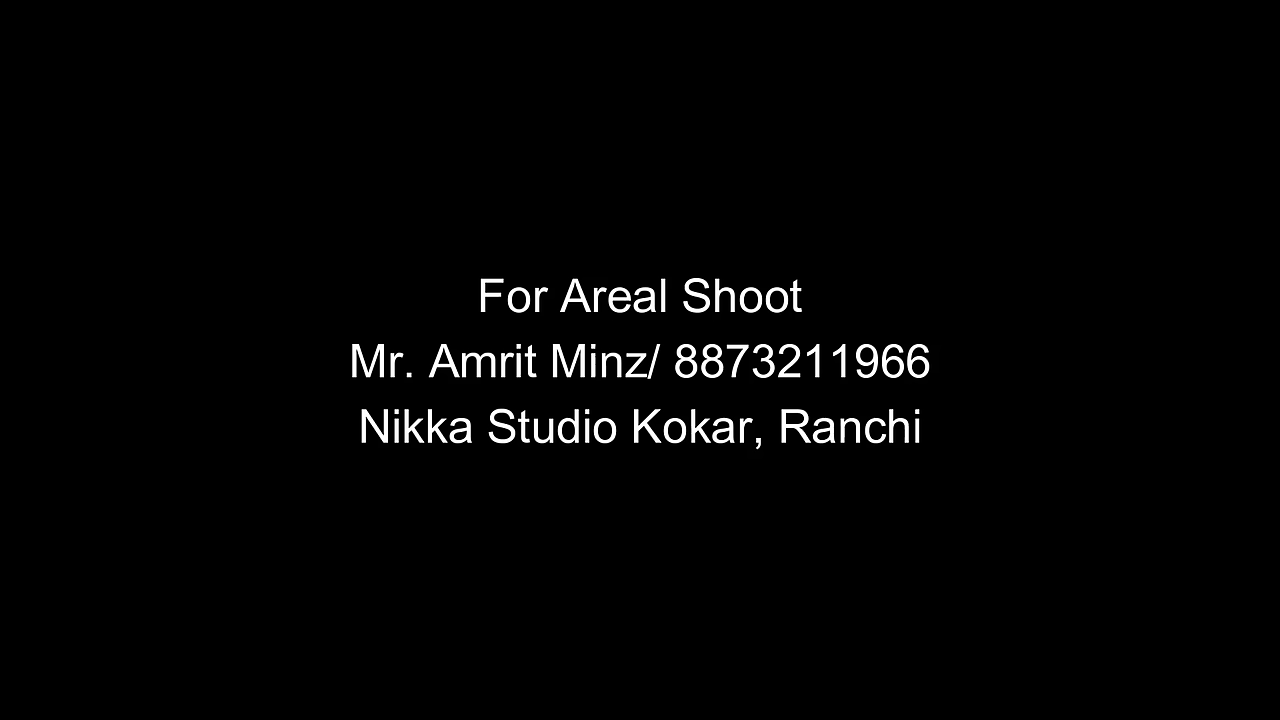 For Areal Shoot
Mr. Amrit Minz/ 8873211966
Nikka Studio Kokar, Ranchi